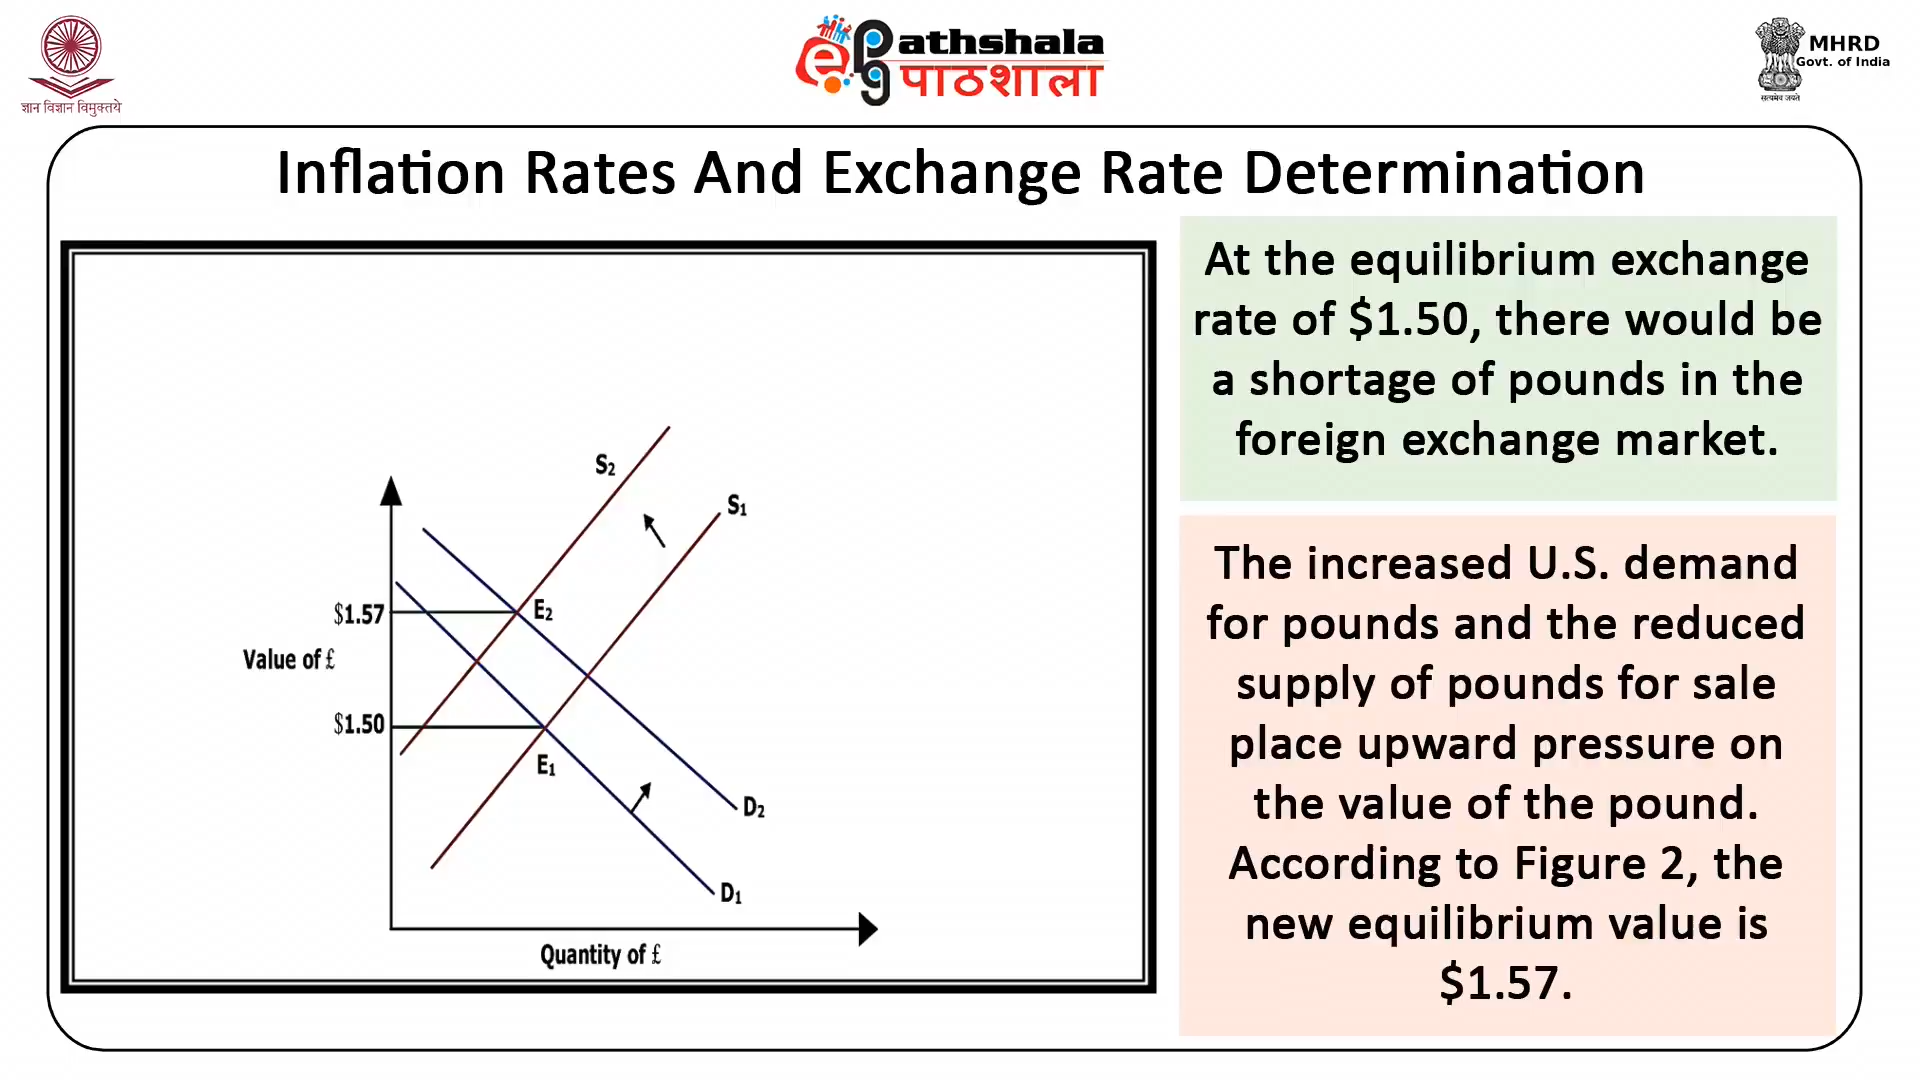 ज्ञान विज्ञान विमुक्तये
ePg Pathshala
पाठशाला
MHRD
Govt. of India
सत्यमेव जयते
Inflation Rates And Exchange Rate Determination
S₂
S₁
$1.57
E₂
Value of £
$1.50
E₁
D₂
D₁
Quantity of £
At the equilibrium exchange
rate of $1.50, there would be
a shortage of pounds in the
foreign exchange market.
The increased U.S. demand
for pounds and the reduced
supply of pounds for sale
place upward pressure on
the value of the pound.
According to Figure 2, the
new equilibrium value is
$1.57.